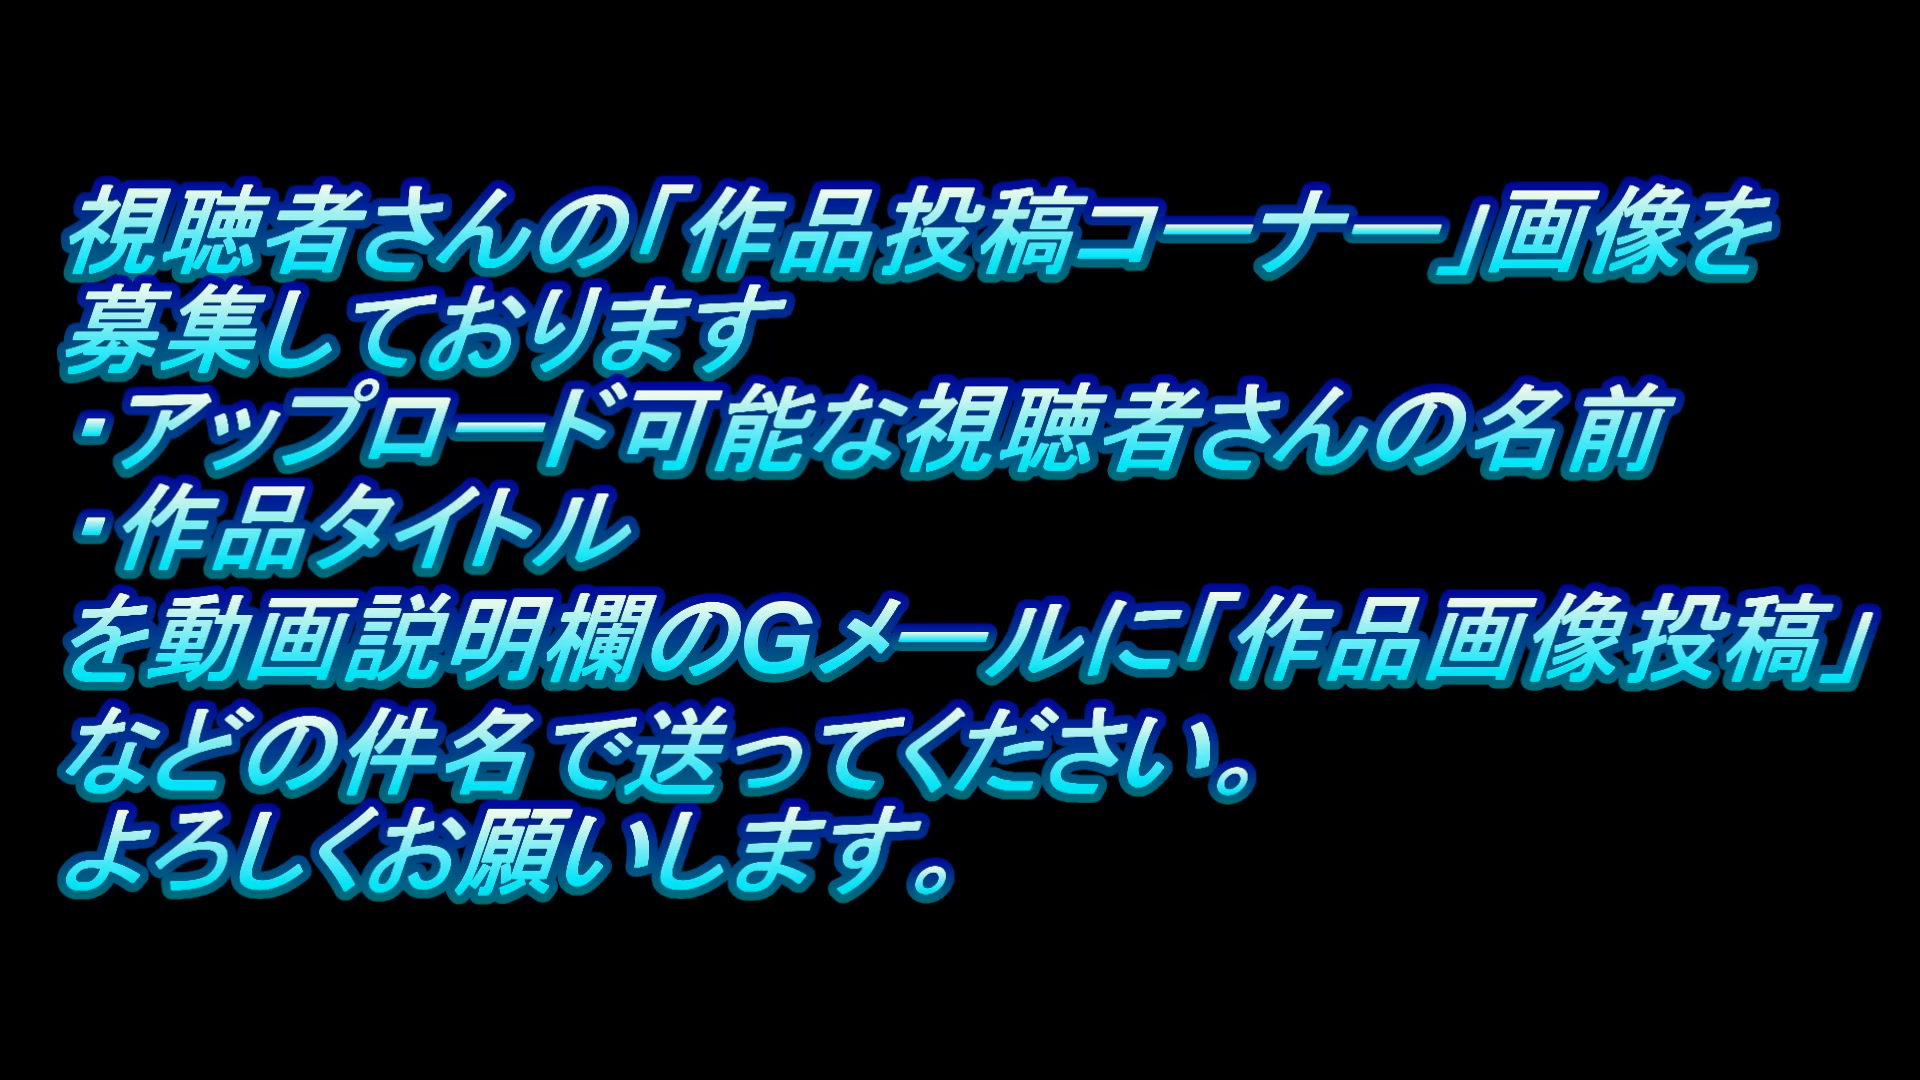 視聴者さんの「作品投稿コーナー」画像を
募集しております
・アップロード可能な視聴者さんの名前
・作品タイトル
を動画説明欄のGメールに「作品画像投稿」
などの件名で送ってください。
よろしくお願いします。